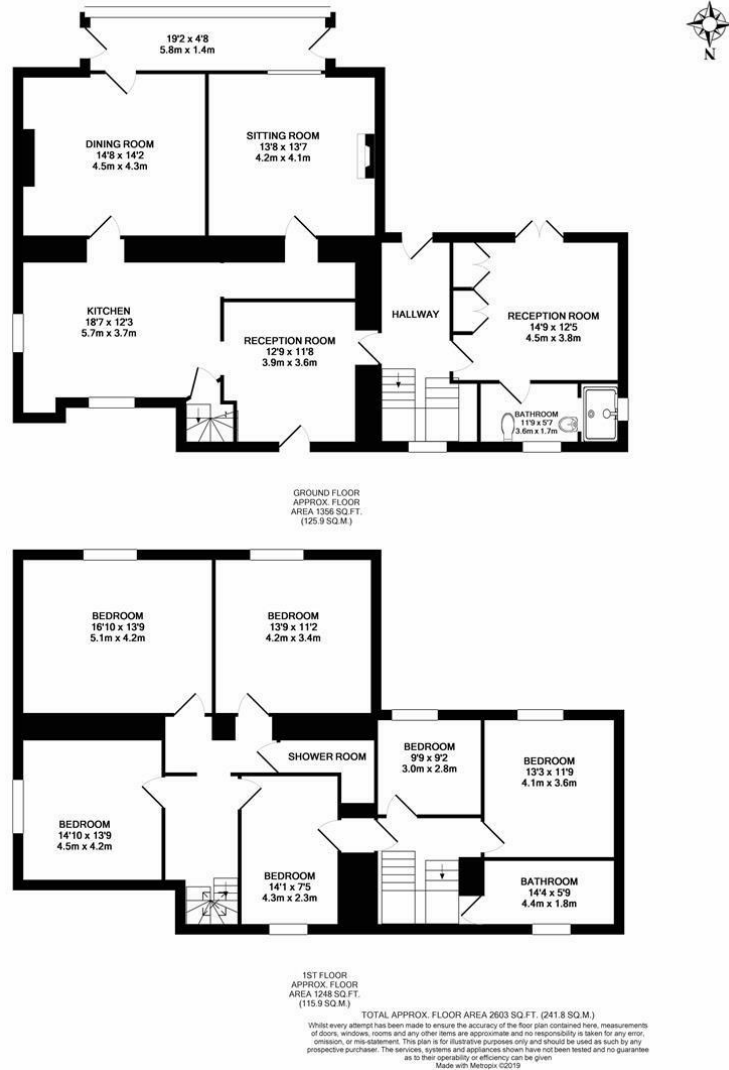 N
19'2 x 4'8
5.8m x 1.4m
DINING ROOM
14'8 x 14'2
4.5m x 4.3m
SITTING ROOM
13'8 x 13'7
4.2m x 4.1m
KITCHEN
18'7 x 12'3
5.7m x 3.7m
RECEPTION ROOM
12'9 x 11'8
3.9m x 3.6m
HALLWAY
RECEPTION ROOM
14'9 x 12'5
4.5m x 3.8m
BATHROOM
11'9 x 5'7
3.6m x 1.7m
GROUND FLOOR
APPROX. FLOOR
AREA 1356 SQ.FT.
(125.9 SQ.M.)
BEDROOM
16'10 x 13'9
5.1m x 4.2m
BEDROOM
13'9 x 11'2
4.2m x 3.4m
SHOWER ROOM
BEDROOM
9'9 x 9'2
3.0m x 2.8m
BEDROOM
13'3 x 11'9
4.1m x 3.6m
BEDROOM
14'10 x 13'9
4.5m x 4.2m
BEDROOM
14'1 x 7'5
4.3m x 2.3m
BATHROOM
14'4 x 5'9
4.4m x 1.8m
1ST FLOOR
APPROX. FLOOR
AREA 1248 SQ.FT.
(115.9 SQ.M.)
TOTAL APPROX. FLOOR AREA 2603 SQ.FT. (241.8 SQ.M.)
Whilst every attempt has been made to ensure the accuracy of the floor plan contained here, measurements
of doors, windows, rooms and any other items are approximate and no responsibility is taken for any error,
omission, or mis-statement. This plan is for illustrative purposes only and should be used as such by any
prospective purchaser. The services, systems and appliances shown have not been tested and no guarantee
as to their operability or efficiency can be given
Made with Metropix ©2019